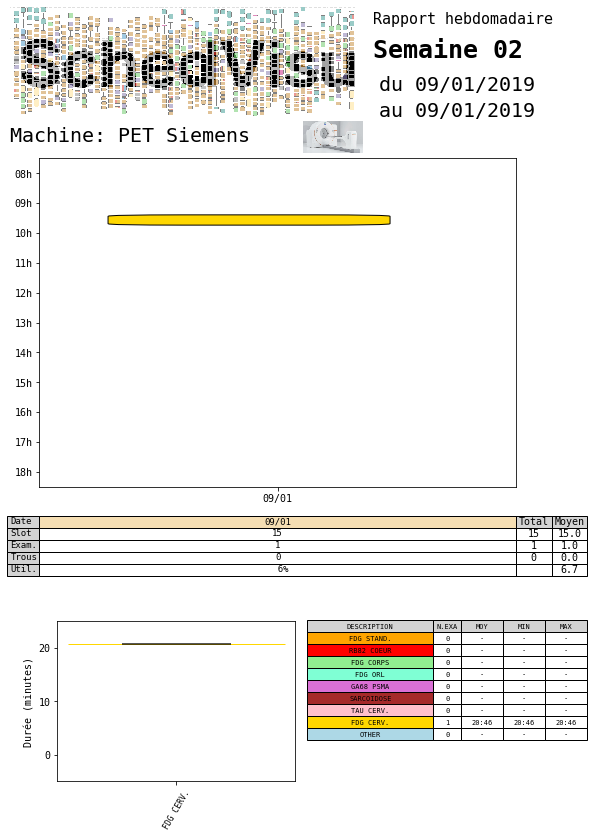 Rapport hebdomadaire
Semaine 02
du 09/01/2019
au 09/01/2019
Machine: PET Siemens
08h
09h
10h
11h
12h
13h
14h
15h
16h
17h
18h
09/01
Date 09/01 Total Moyen
Slot 15 15 15.0
Exam. 1 1 1.0
Trous 0 0 0.0
Util. 6% 6.7
Durée (minutes)
20
10
0
FDG CERV.
DESCRIPTION N.EXA MOY MIN MAX
FDG STAND. 0 - - -
RB82 COEUR 0 - - -
FDG CORPS 0 - - -
FDG ORL 0 - - -
GA68 PSMA 0 - - -
SARCOIDOSE 0 - - -
TAU CERV. 0 - - -
FDG CERV. 1 20:46 20:46 20:46
OTHER 0 - - -